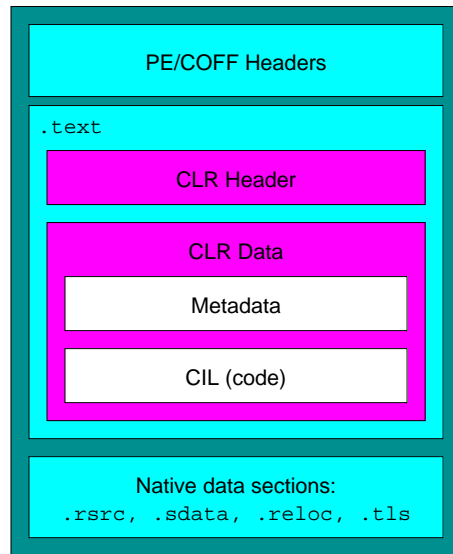 PE/COFF Headers
.text
CLR Header
CLR Data
Metadata
CIL (code)
Native data sections:
.rsrc, .sdata, .reloc, .tls